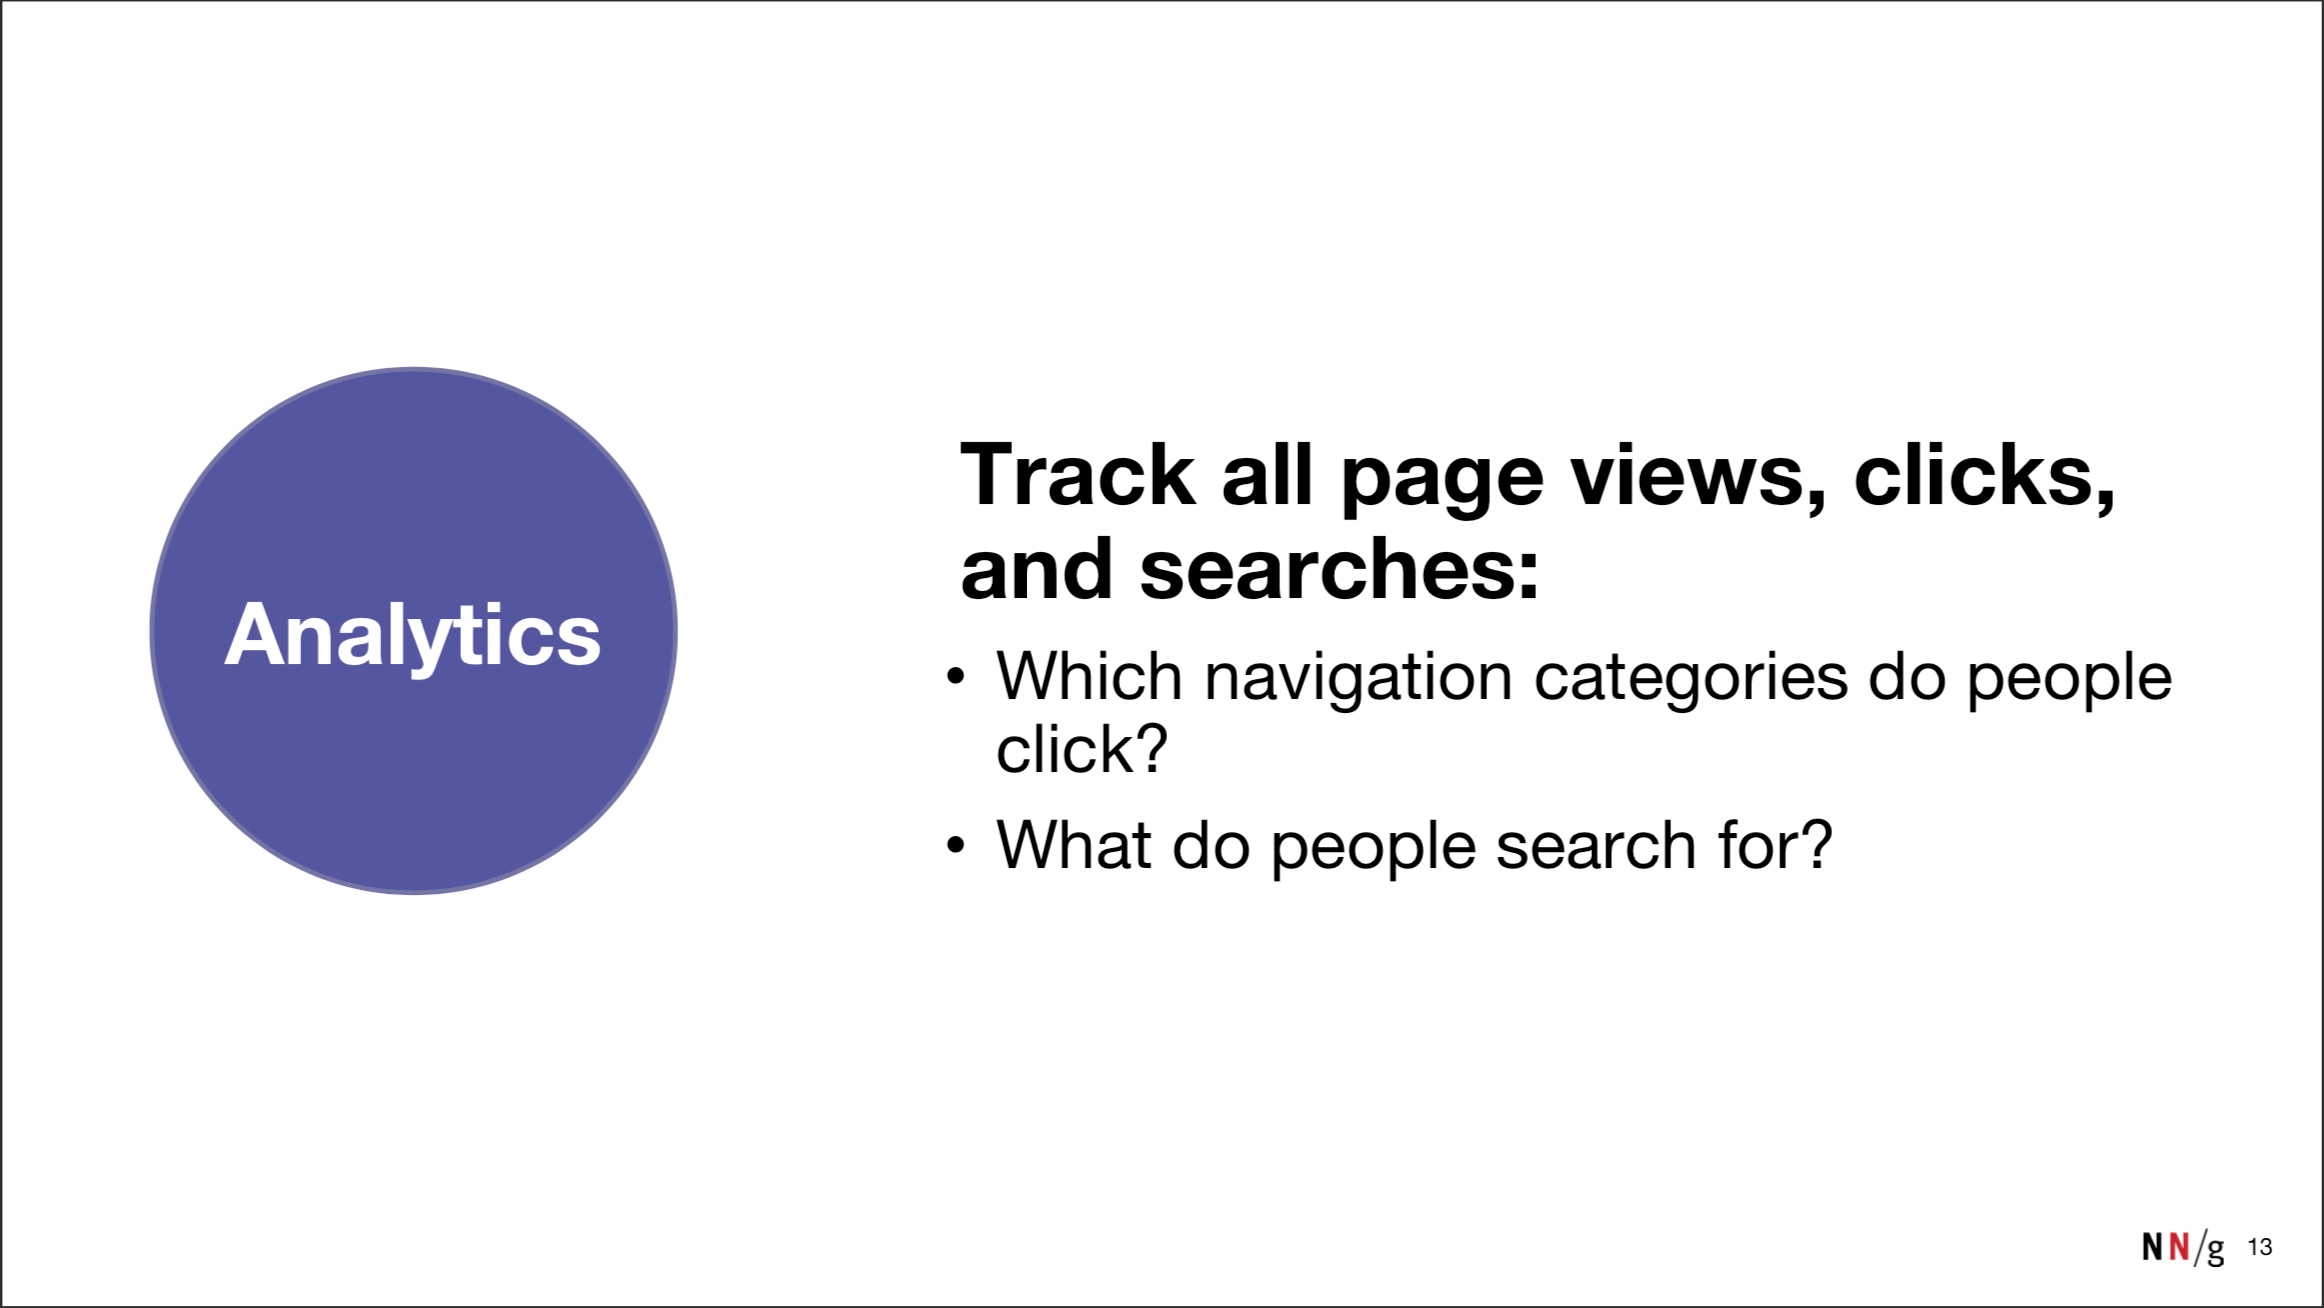 Analytics
Track all page views, clicks,
and searches:
• Which navigation categories do people
click?
• What do people search for?
NN/g 13